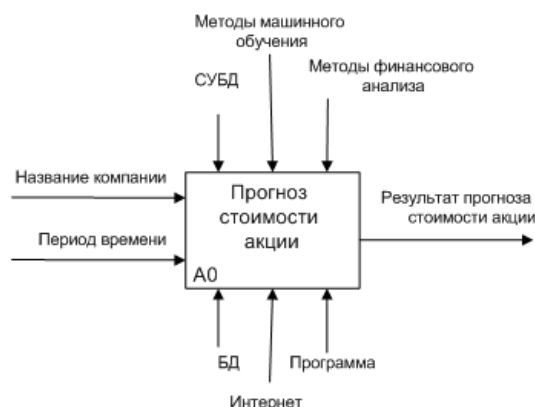 Методы машинного
обучения
Методы финансового
анализа
СУБД
Название компании
Прогноз
стоимости
акции
Результат прогноза
стоимости акции
Период времени
А0
БД
Программа
Интернет